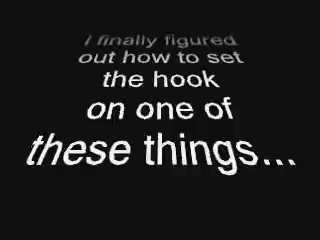 I finally figured
out how to set
the hook
on one of
these things...